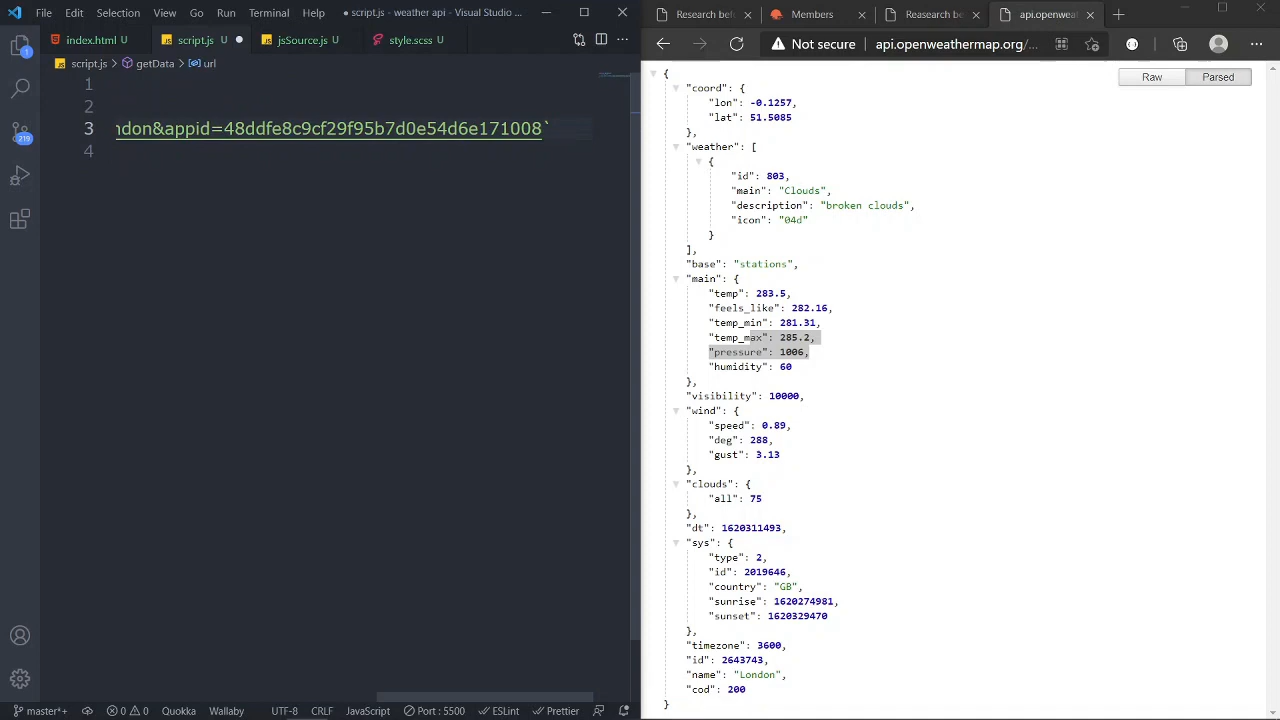 File Edit Selection View Go Run Terminal Help
● script.js - weather api - Visual Studio ...
index.html U
script.js U
jsSource.js U
style.scss U
script.js > getData > url
1
2
3
ndon&appid=48ddfe8c9cf29f95b7d0e54d6e171008`
4
1
219
master*+
0 0
Quokka
Wallaby
UTF-8
CRLF
JavaScript
Port : 5500
ESLint
Prettier
Research bet
Members
Reasearch be
api.openweat
Not secure
api.openweathermap.org/...
Raw
Parsed
{
"coord": {
"lon": -0.1257,
"lat": 51.5085
},
"weather": [
{
"id": 803,
"main": "Clouds",
"description": "broken clouds",
"icon": "04d"
}
],
"base": "stations",
"main": {
"temp": 283.5,
"feels_like": 282.16,
"temp_min": 281.31,
"temp_max": 285.2,
"pressure": 1006,
"humidity": 60
},
"visibility": 10000,
"wind": {
"speed": 0.89,
"deg": 288,
"gust": 3.13
},
"clouds": {
"all": 75
},
"dt": 1620311493,
"sys": {
"type": 2,
"id": 2019646,
"country": "GB",
"sunrise": 1620274981,
"sunset": 1620329470
},
"timezone": 3600,
"id": 2643743,
"name": "London",
"cod": 200
}